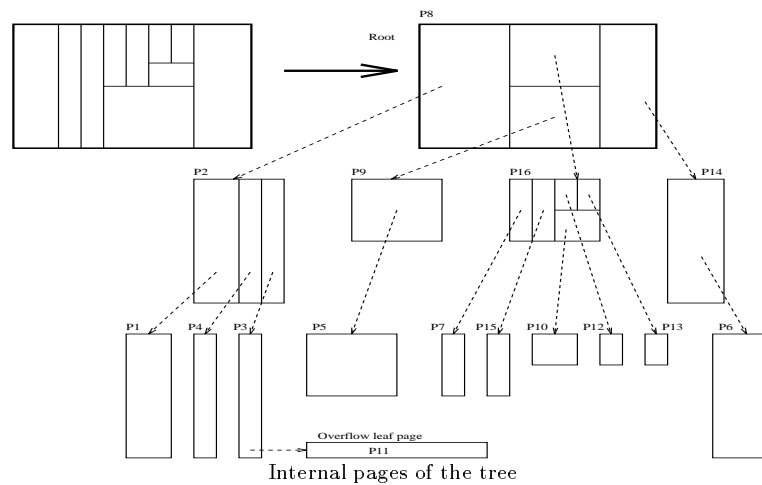 P8
Root
P2
P9
P16
P14
P1
P4
P3
P5
P7
P15
P10
P12
P13
P6
Overflow leaf page
P11
Internal pages of the tree